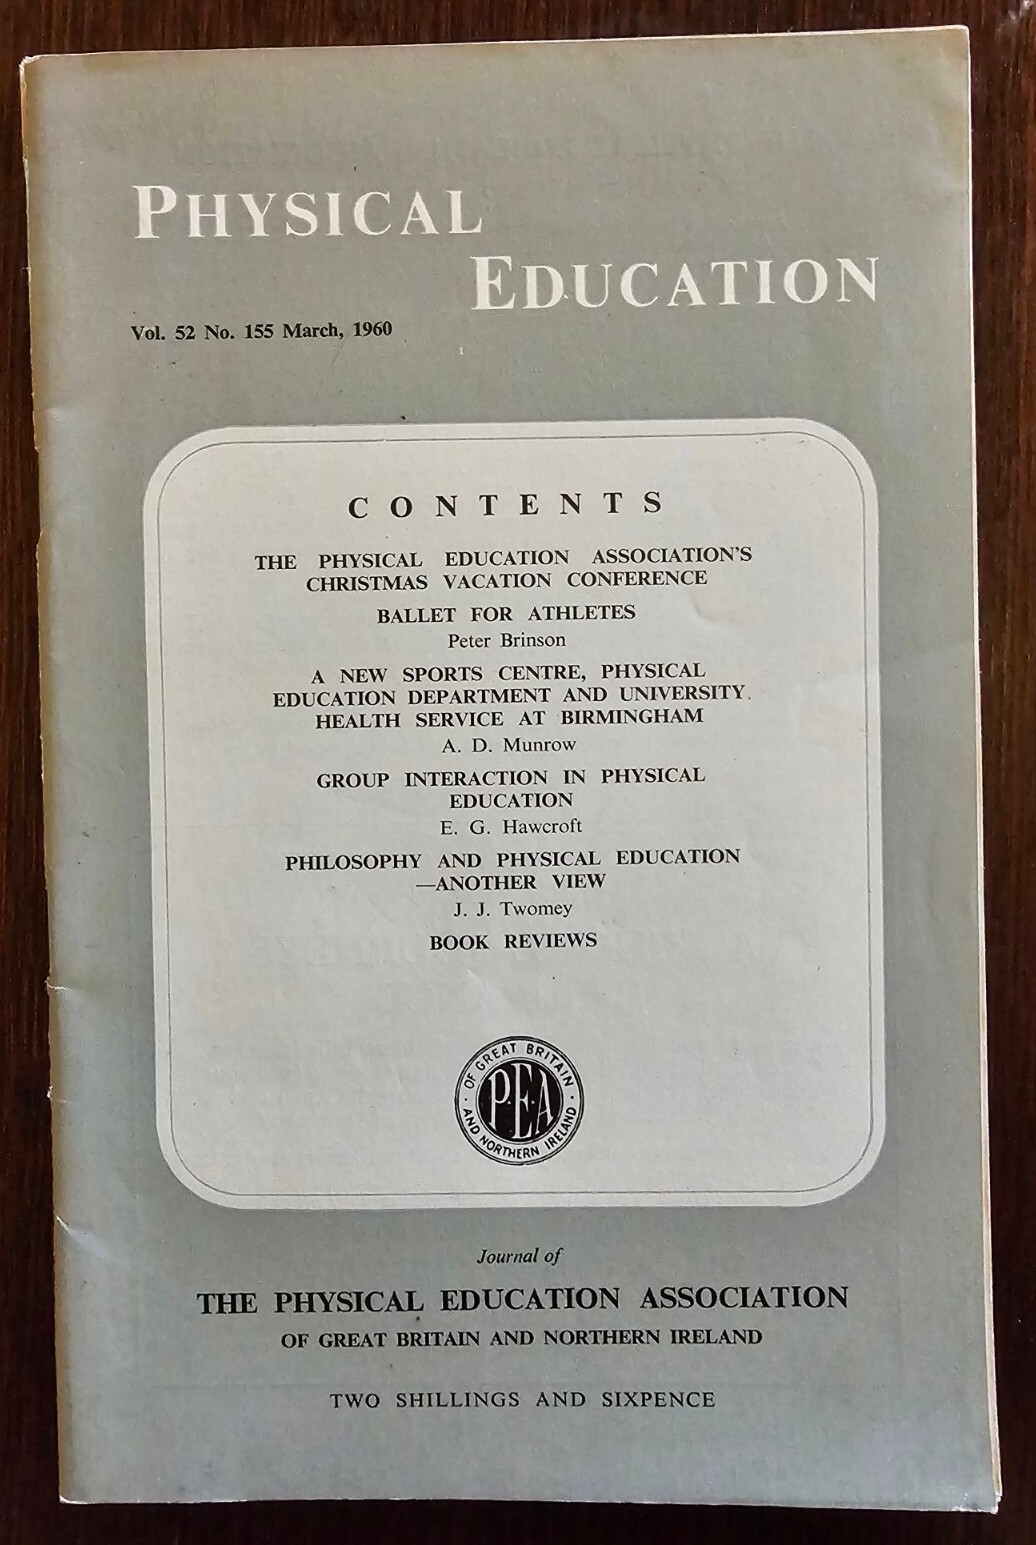 PHYSICAL
EDUCATION
Vol. 52 No. 155 March, 1960
CONTENTS
THE PHYSICAL EDUCATION ASSOCIATION'S
CHRISTMAS VACATION CONFERENCE
BALLET FOR ATHLETES
Peter Brinson
A NEW SPORTS CENTRE, PHYSICAL
EDUCATION DEPARTMENT AND UNIVERSITY
HEALTH SERVICE AT BIRMINGHAM
A. D. Munrow
GROUP INTERACTION IN PHYSICAL
EDUCATION
E. G. Hawcroft
PHILOSOPHY AND PHYSICAL EDUCATION
—ANOTHER VIEW
J. J. Twomey
BOOK REVIEWS
OF GREAT BRITAIN
P.E.A
AND NORTHERN IRELAND
Journal of
THE PHYSICAL EDUCATION ASSOCIATION
OF GREAT BRITAIN AND NORTHERN IRELAND
TWO SHILLINGS AND SIXPENCE